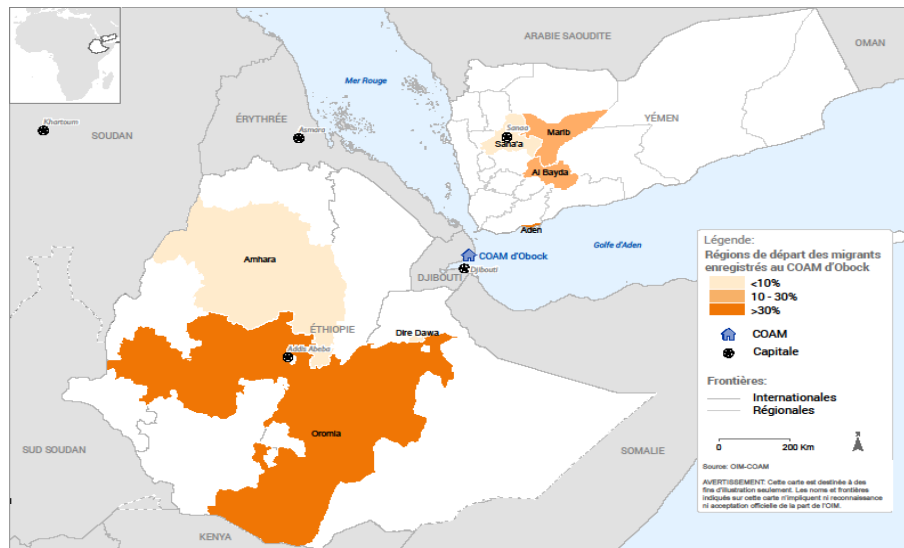 ARABIE SAOUDITE
OMAN
Mer Rouge
Khartoum
SOUDAN
ÉRYTHRÉE
Asmara
YÉMEN
Sanaa
Sana'a
Marib
Al Bayda
Aden
Golfe d'Aden
Amhara
COAM d'Obock
Djibouti
DJIBOUTI
ÉTHIOPIE
Dire Dawa
Addis Abeba
Oromia
SUD SOUDAN
SOMALIE
KENYA
Légende:
Régions de départ des migrants
enregistrés au COAM d'Obock
<10%
10 - 30%
>30%
COAM
Capitale
Frontières:
Internationales
Régionales
0 200 Km
Source: OIM-COAM
AVERTISSEMENT: Cette carte est destinée à des
fins d'illustration seulement. Les noms et frontières
indiqués sur cette carte n'impliquent ni reconnaissance
ni acceptation officielle de la part de l'OIM.